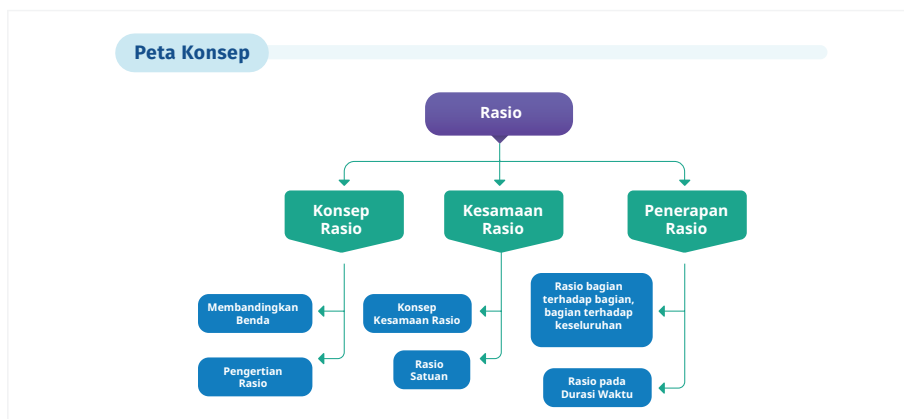 Peta Konsep
Rasio
Konsep
Rasio
Kesamaan
Rasio
Penerapan
Rasio
Membandingkan
Benda
Pengertian
Rasio
Konsep
Kesamaan Rasio
Rasio
Satuan
Rasio bagian
terhadap bagian,
bagian terhadap
keseluruhan
Rasio pada
Durasi Waktu